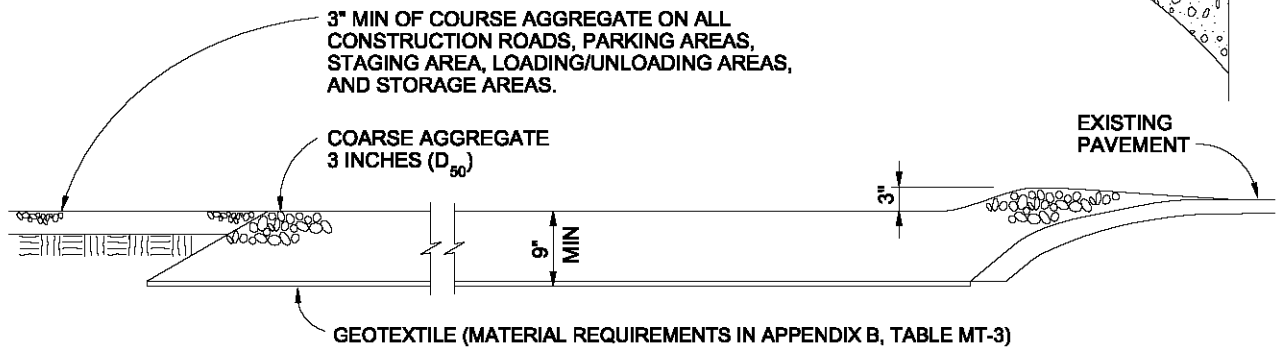 3" MIN OF COURSE AGGREGATE ON ALL
CONSTRUCTION ROADS, PARKING AREAS,
STAGING AREA, LOADING/UNLOADING AREAS,
AND STORAGE AREAS.
COARSE AGGREGATE
3 INCHES (D50)
EXISTING
PAVEMENT
3"
9"
MIN
GEOTEXTILE (MATERIAL REQUIREMENTS IN APPENDIX B, TABLE MT-3)